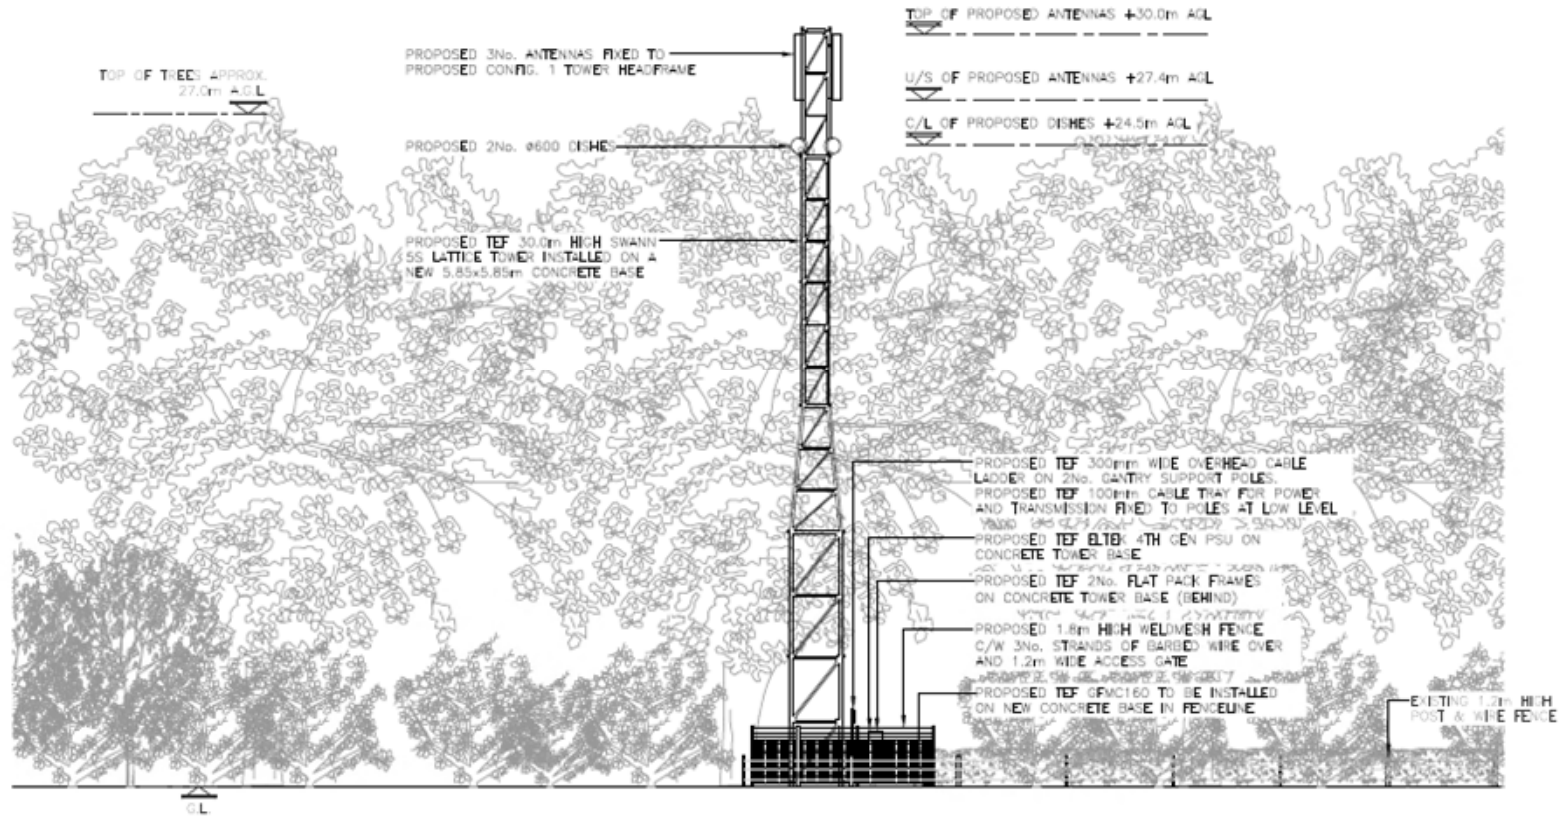 TOP OF PROPOSED ANTENNAS +30.0m AGL
PROPOSED 3No. ANTENNAS FIXED TO
PROPOSED CONFIG. 1 TOWER HEADFRAME
TOP OF TREES APPROX.
27.0m A.G.L.
U/S OF PROPOSED ANTENNAS +27.4m AGL
C/L OF PROPOSED DISHES +24.5m AGL
PROPOSED 2No. Ø600 DISHES
PROPOSED TEF 30.0m HIGH SWANN
5S LATTICE TOWER INSTALLED ON A
NEW 5.85x5.85m CONCRETE BASE
PROPOSED TEF 300mm WIDE OVERHEAD CABLE
LADDER ON 2No. GANTRY SUPPORT POLES.
PROPOSED TEF 100mm CABLE TRAY FOR POWER
AND TRANSMISSION FIXED TO POLES AT LOW LEVEL
PROPOSED TEF ELTEK 4TH GEN PSU ON
CONCRETE TOWER BASE
PROPOSED TEF 2No. FLAT PACK FRAMES
ON CONCRETE TOWER BASE (BEHIND)
PROPOSED 1.8m HIGH WELDMESH FENCE
C/W 3No. STRANDS OF BARBED WIRE OVER
AND 1.2m WIDE ACCESS GATE
PROPOSED TEF GFMC160 TO BE INSTALLED
ON NEW CONCRETE BASE IN FENCELINE
EXISTING 1.2m HIGH
POST & WIRE FENCE
G.L.